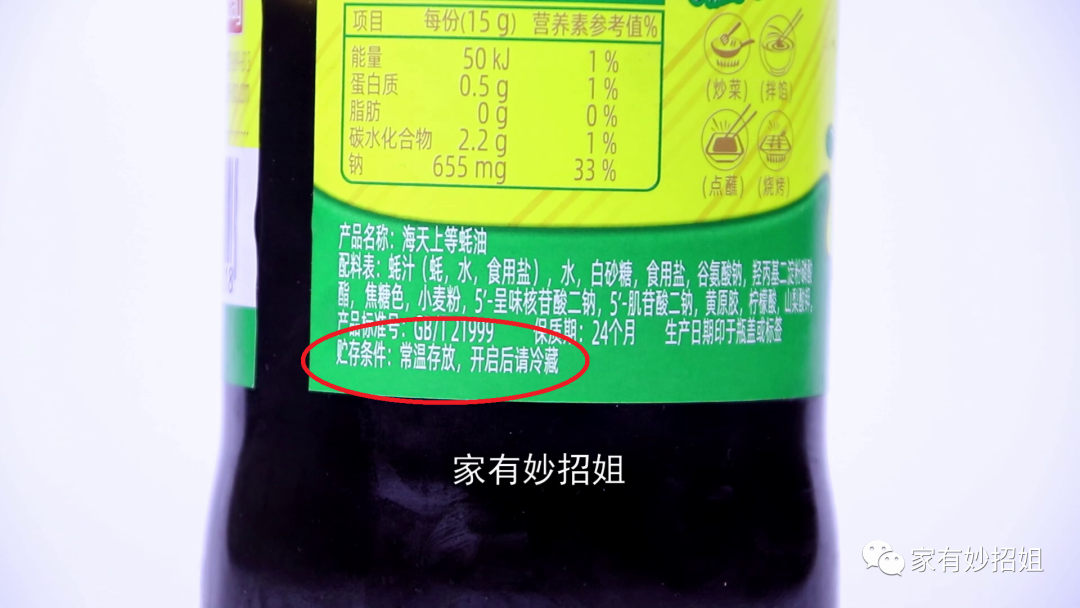 项目 每份(15 g) 营养素参考值%
能量 50 kJ 1 %
蛋白质 0.5 g 1 %
脂肪 0 g 0 %
碳水化合物 2.2 g 1 %
钠 655 mg 33 %
(炒菜) (拌馅)
(点蘸) (烧烤)
产品名称：海天上等蚝油
配料表：蚝汁（蚝，水，食用盐），水，白砂糖，食用盐，谷氨酸钠，羟丙基二淀粉磷酸
酯，焦糖色，小麦粉，5′-呈味核苷酸二钠，5′-肌苷酸二钠，黄原胶，柠檬酸，山梨酸钾，
产品标准号：GB/T 21999 保质期：24个月 生产日期印于瓶盖或标签
贮存条件：常温存放，开启后请冷藏
家有妙招姐
家有妙招姐